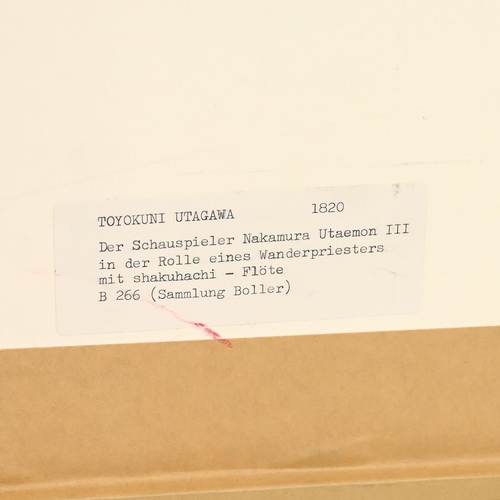 TOYOKUNI UTAGAWA 1820
Der Schauspieler Nakamura Utaemon III
in der Rolle eines Wanderpriesters
mit shakuhachi - Flöte
B 266 (Sammlung Boller)